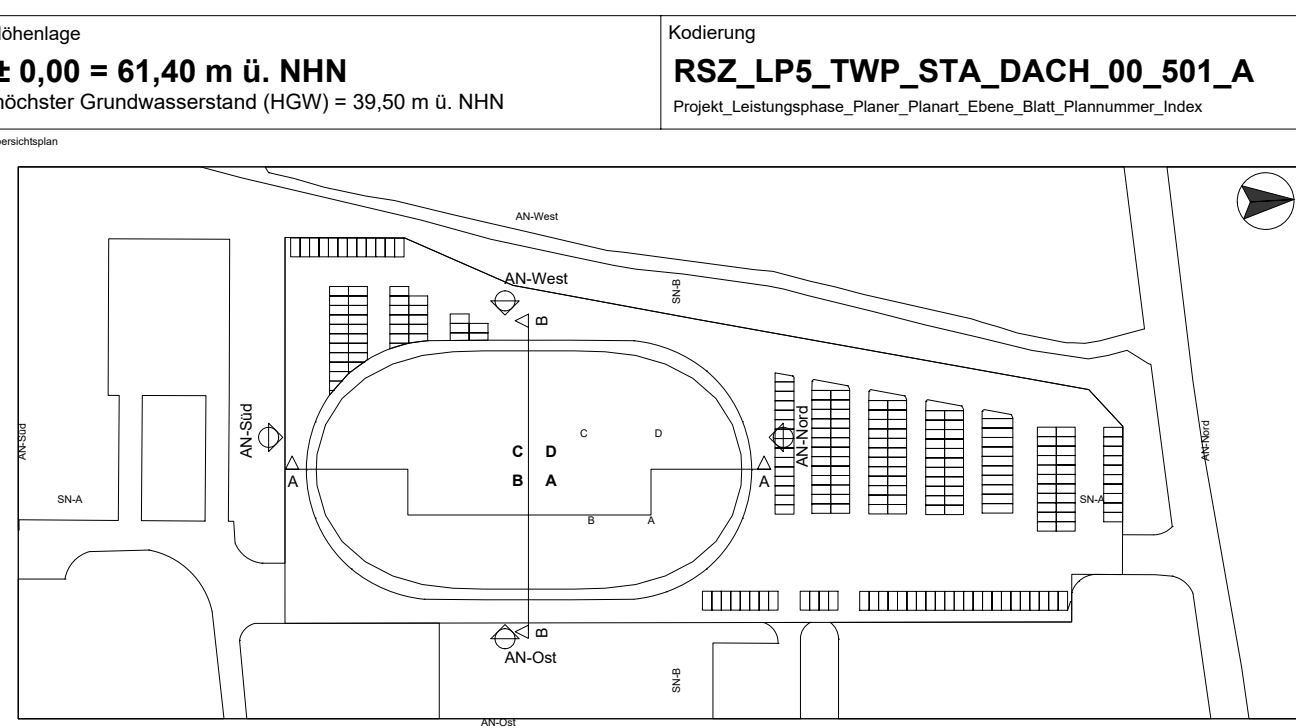 Höhenlage
± 0,00 = 61,40 m ü. NHN
höchster Grundwasserstand (HGW) = 39,50 m ü. NHN
Kodierung
RSZ_LP5_TWP_STA_DACH_00_501_A
Projekt_Leistungsphase_Planer_Planart_Ebene_Blatt_Plannummer_Index
bersichtsplan
AN-West
AN-West
SN-B
B
AN-Süd
AN-Süd
AN-Nord
AN-Nord
C D
C D
B A
A
A
SN-A
SN-A
B A
B
AN-Ost
SN-B
AN-Ost